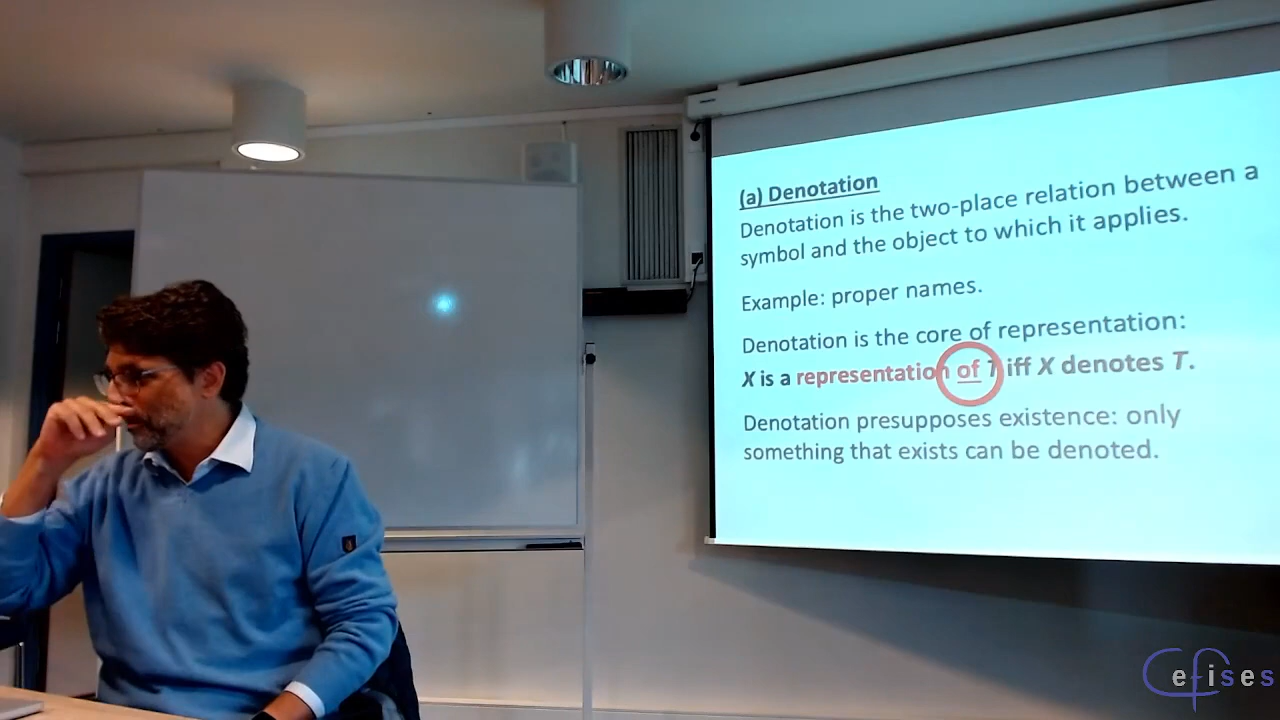 (a) Denotation
Denotation is the two-place relation between a
symbol and the object to which it applies.
Example: proper names.
Denotation is the core of representation:
X is a representation of T iff X denotes T.
Denotation presupposes existence: only
something that exists can be denoted.
Cefises